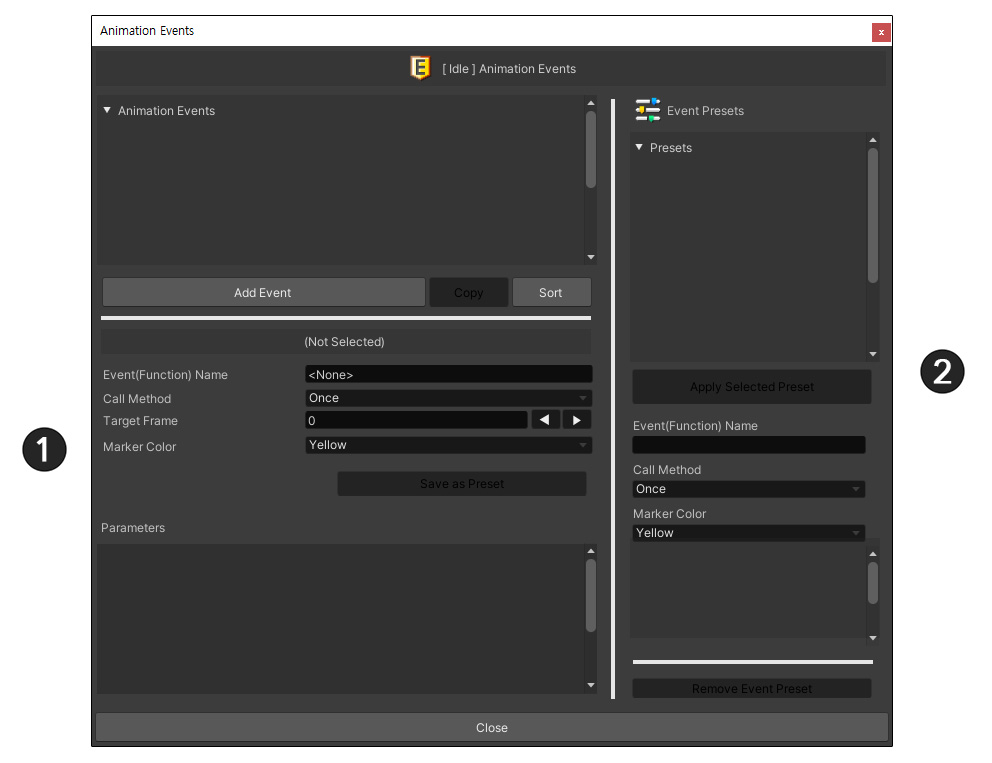 Animation Events
x
[ Idle ] Animation Events
Animation Events
Add Event
Copy
Sort
(Not Selected)
Event(Function) Name
<None>
Call Method
Once
Target Frame
0
Marker Color
Yellow
Save as Preset
Parameters
1
Event Presets
Presets
Apply Selected Preset
Event(Function) Name
Call Method
Once
Marker Color
Yellow
Remove Event Preset
2
Close